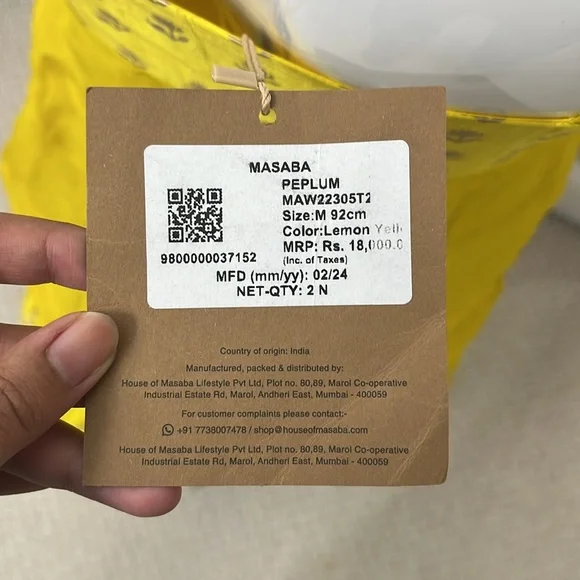 MASABA
PEPLUM
MAW22305T2
Size:M 92cm
Color:Lemon Yell
MRP: Rs. 18,000.0
(Inc. of Taxes)
9800000037152
MFD (mm/yy): 02/24
NET-QTY: 2 N
Country of origin: India
Manufactured, packed & distributed by:
House of Masaba Lifestyle Pvt Ltd, Plot no. 80,89, Marol Co-operative
Industrial Estate Rd, Marol, Andheri East, Mumbai - 400059
For customer complaints please contact:-
+91 7738007478 / shop@houseofmasaba.com
House of Masaba Lifestyle Pvt Ltd, Plot no. 80,89, Marol Co-operative
Industrial Estate Rd, Marol, Andheri East, Mumbai - 400059